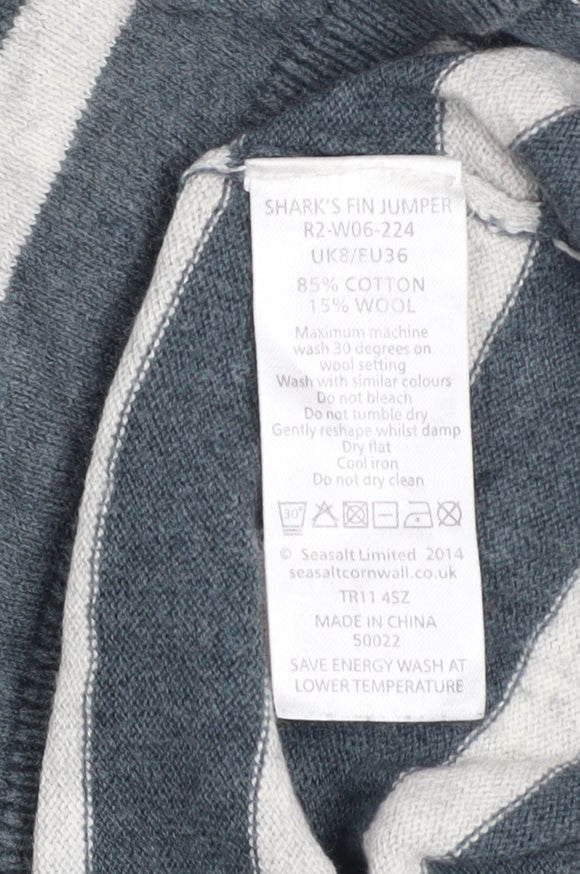 SHARK'S FIN JUMPER
R2-W06-224
UK8/EU36
85% COTTON
15% WOOL
Maximum machine
wash 30 degrees on
wool setting
Wash with similar colours
Do not bleach
Do not tumble dry
Gently reshape whilst damp
Dry flat
Cool iron
Do not dry clean
30°
© Seasalt Limited 2014
seasaltcornwall.co.uk
TR11 4SZ
MADE IN CHINA
50022
SAVE ENERGY WASH AT
LOWER TEMPERATURE